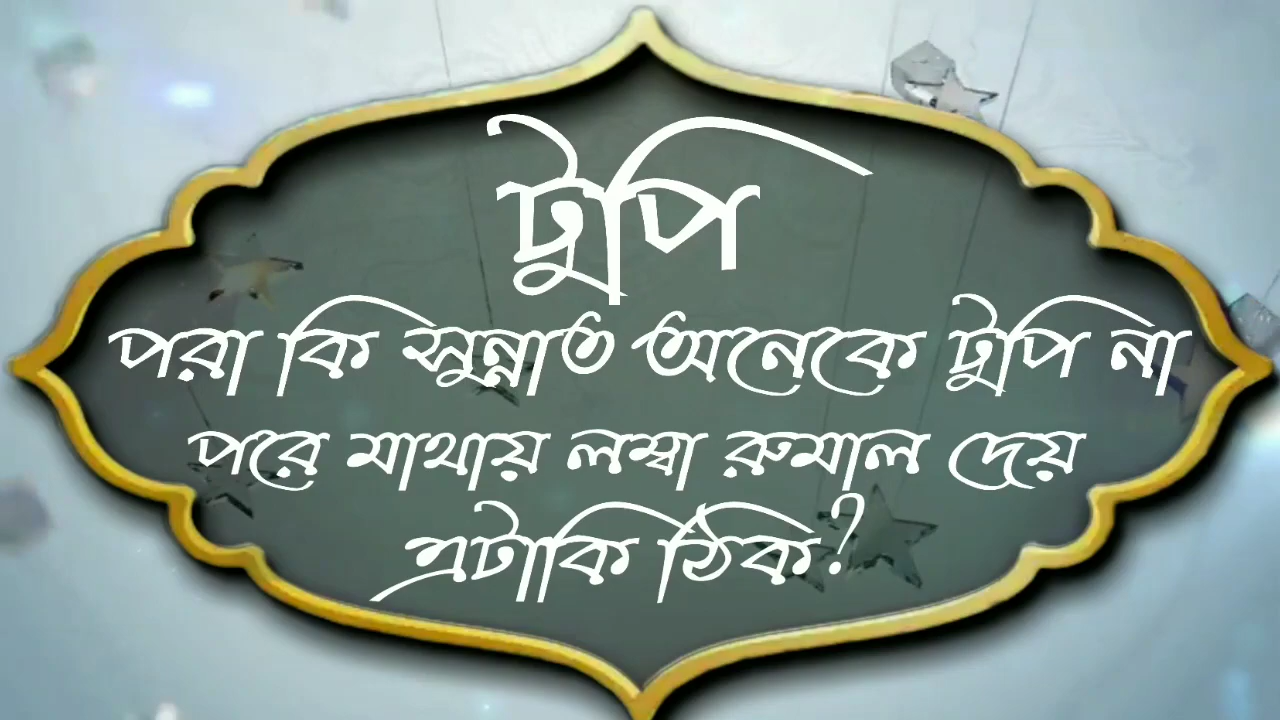 টুপি
পরা কি সুন্নাত অনেকে টুপি না
পরে মাথায় লম্বা রুমাল দেয়
এটাকি ঠিক?